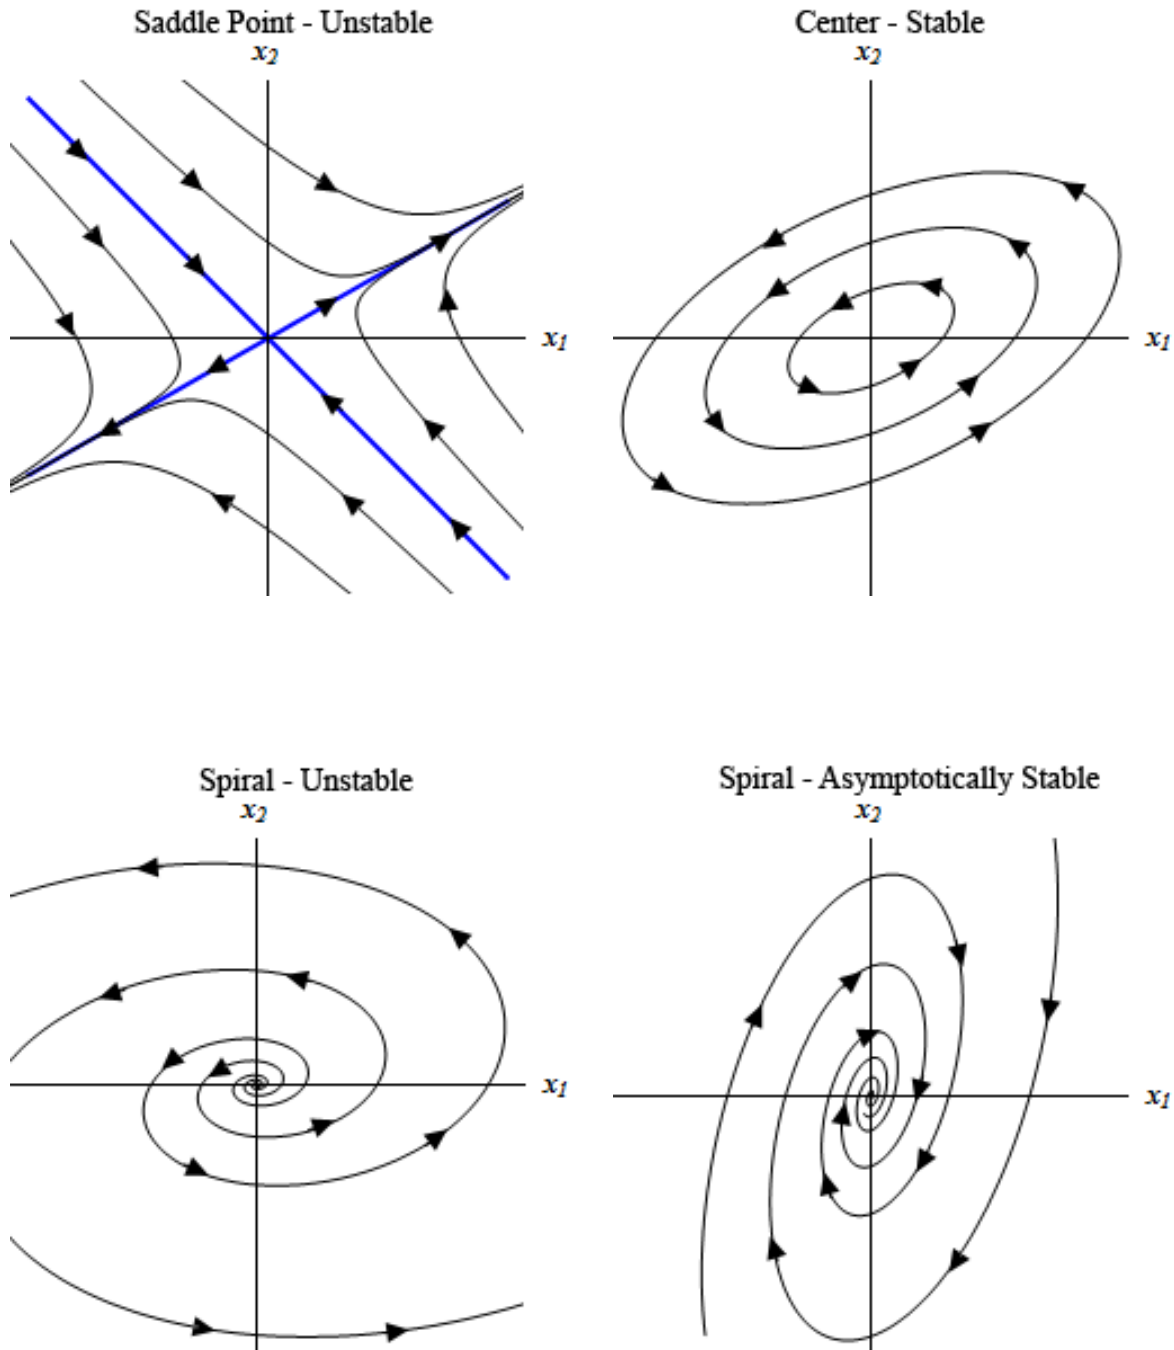 Saddle Point - Unstable
x2
x1
Center - Stable
x2
x1
Spiral - Unstable
x2
x1
Spiral - Asymptotically Stable
x2
x1